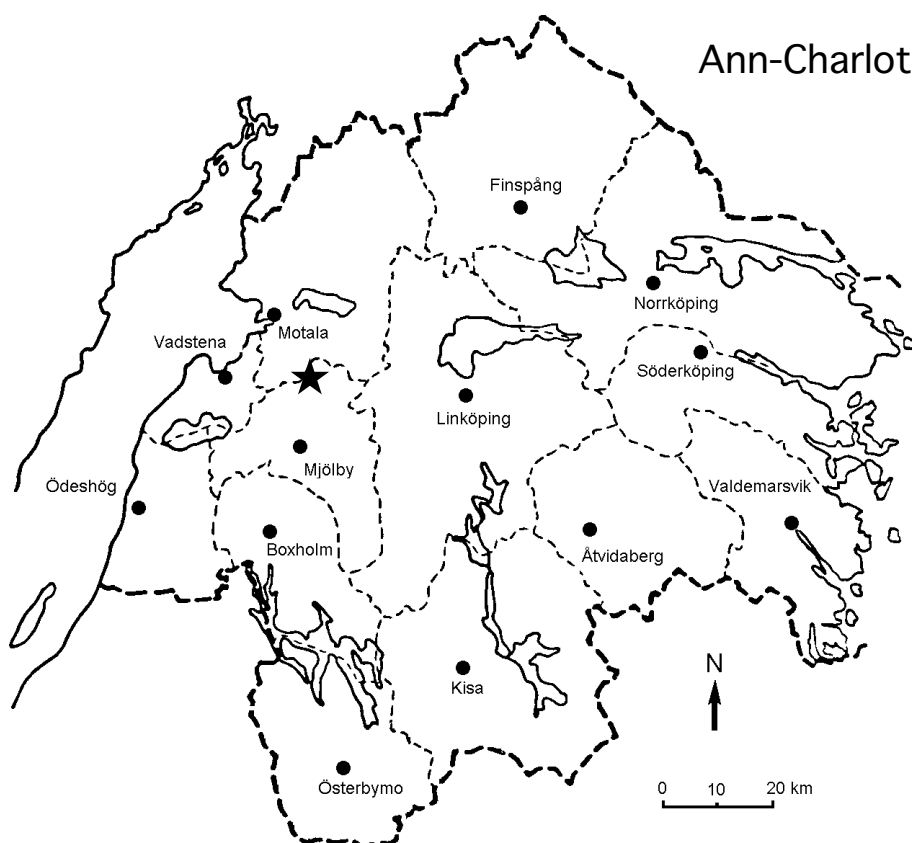 Ann-Charlot
Finspång
Norrköping
Motala
Vadstena
Söderköping
Linköping
Mjölby
Ödeshög
Valdemarsvik
Boxholm
Åtvidaberg
N
Kisa
Österbymo
0 10 20 km